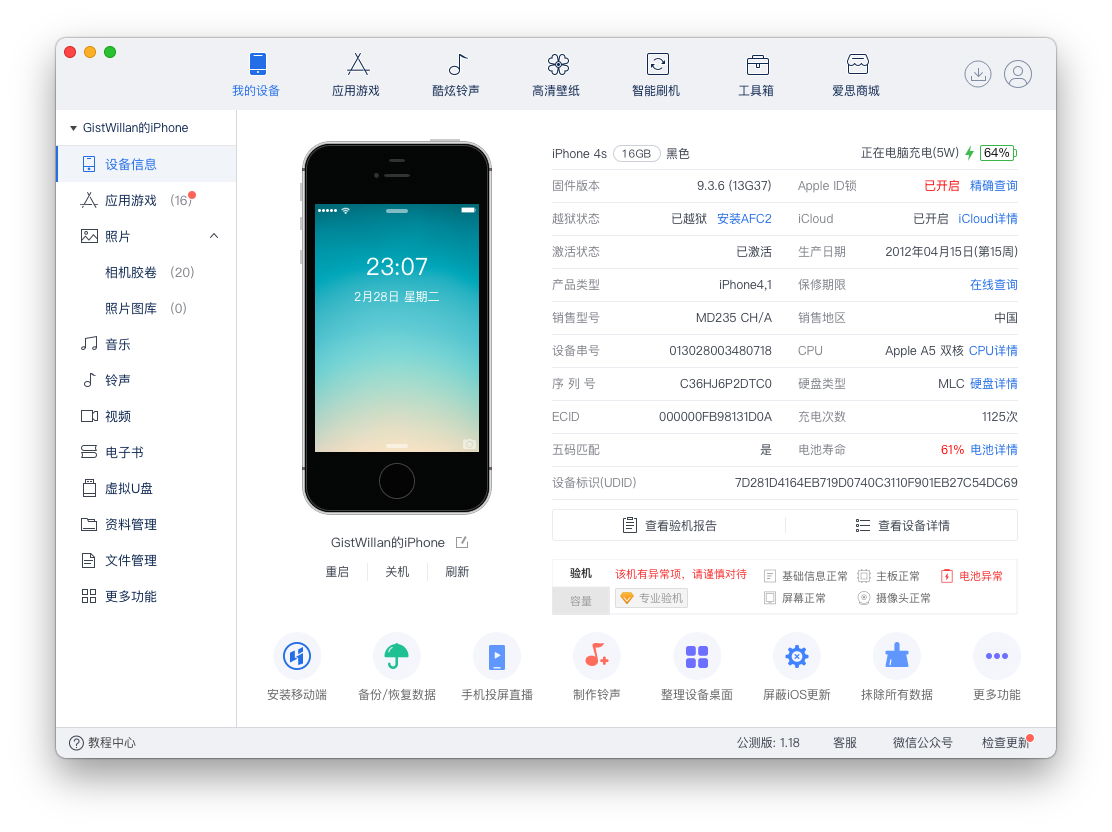 我的设备
应用游戏
酷炫铃声
高清壁纸
智能刷机
工具箱
爱思商城
GistWillan的iPhone
设备信息
应用游戏 (16)
照片
相机胶卷 (20)
照片图库 (0)
音乐
铃声
视频
电子书
虚拟U盘
资料管理
文件管理
更多功能
23:07
2月28日 星期二
GistWillan的iPhone
重启 关机 刷新
iPhone 4s 16GB 黑色 正在电脑充电(5W) 64%
固件版本 9.3.6 (13G37) Apple ID锁 已开启 精确查询
越狱状态 已越狱 安装AFC2 iCloud 已开启 iCloud详情
激活状态 已激活 生产日期 2012年04月15日(第15周)
产品类型 iPhone4,1 保修期限 在线查询
销售型号 MD235 CH/A 销售地区 中国
设备串号 013028003480718 CPU Apple A5 双核 CPU详情
序 列 号 C36HJ6P2DTC0 硬盘类型 MLC 硬盘详情
ECID 000000FB98131D0A 充电次数 1125次
五码匹配 是 电池寿命 61% 电池详情
设备标识(UDID) 7D281D4164EB719D0740C3110F901EB27C54DC69
查看验机报告 查看设备详情
验机 该机有异常项，请谨慎对待 基础信息正常 主板正常 电池异常
容量 专业验机 屏幕正常 摄像头正常
安装移动端
备份/恢复数据
手机投屏直播
制作铃声
整理设备桌面
屏蔽iOS更新
抹除所有数据
更多功能
教程中心
公测版: 1.18
客服
微信公众号
检查更新